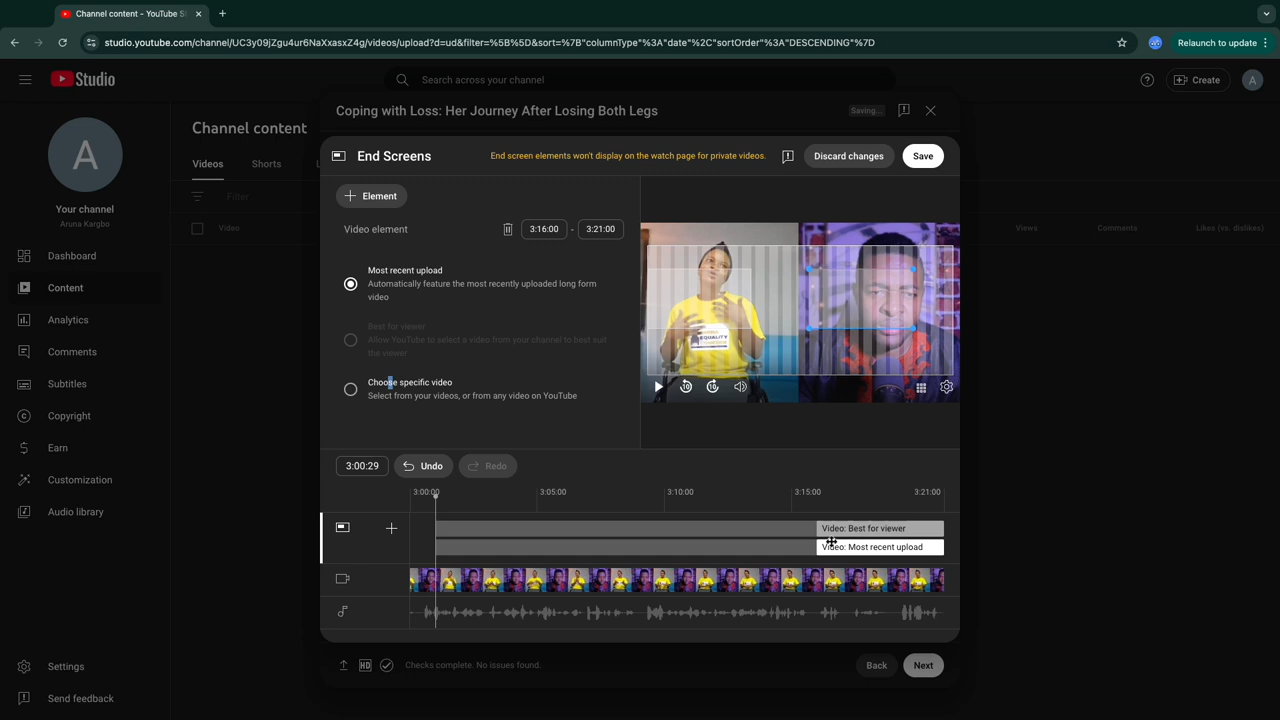 Content - YouTube S
studio.youtube.com/channel/UC3y09jZgu4ur6NaXxasxZ4g/videos/upload?d=ud&filter=%5B%5D&sort=%7B"columnType"%3A"date"%2C"sortOrder"%3A"DESCENDING"%7D
Relaunch to update
Studio
Search across your channel
Create
A
A
Your channel
Aruna Kargbo
Dashboard
Content
Analytics
Comments
Subtitles
Copyright
Earn
Customization
Audio library
Settings
Send feedback
Channel content
Videos
Shorts
L
Filter
Video
Views
Comments
Likes (vs. dislikes)
Coping with Loss: Her Journey After Losing Both Legs
Saving...
End Screens
End screen elements won't display on the watch page for private videos.
Discard changes
Save
Element
Video element
3:16:00 - 3:21:00
Most recent upload
Automatically feature the most recently uploaded long form
video
Best for viewer
Allow YouTube to select a video from your channel to best suit
the viewer
Choose specific video
Select from your videos, or from any video on YouTube
EQUALITY
10
10
3:00:29
Undo
Redo
3:00:00
3:05:00
3:10:00
3:15:00
3:21:00
Video: Best for viewer
Video: Most recent upload
HD
Checks complete. No issues found.
Back
Next